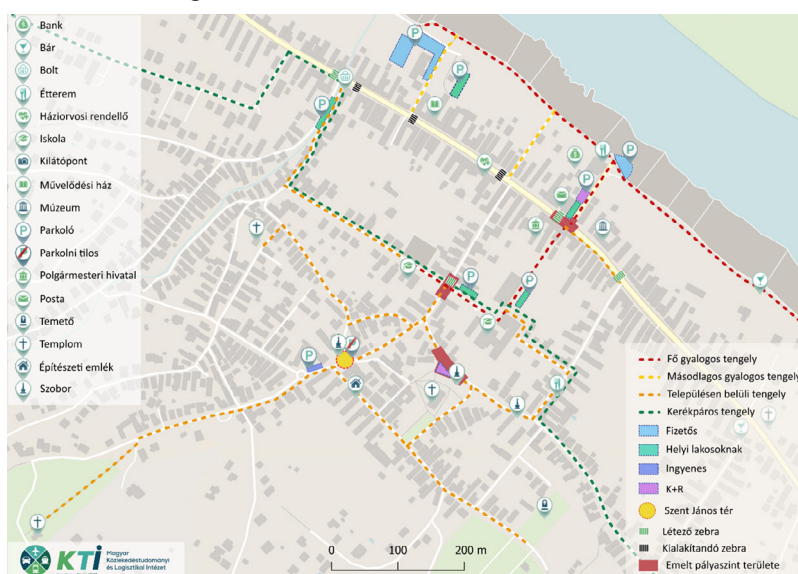 Bank
Bár
Bolt
Étterem
Háziorvosi rendellő
Iskola
Kilátópont
Művelődési ház
Múzeum
Parkoló
Parkolni tilos
Polgármesteri hivatal
Posta
Temető
Templom
Építészeti emlék
Szobor
Fő gyalogos tengely
Másodlagos gyalogos tengely
Településen belüli tengely
Kerékpáros tengely
Fizetős
Helyi lakosoknak
Ingyenes
K+R
Szent János tér
Létező zebra
Kialakítandó zebra
Emelt pályaszint területe
0 100 200 m
KTI
Magyar
Közlekedéstudományi
és Logisztikai Intézet